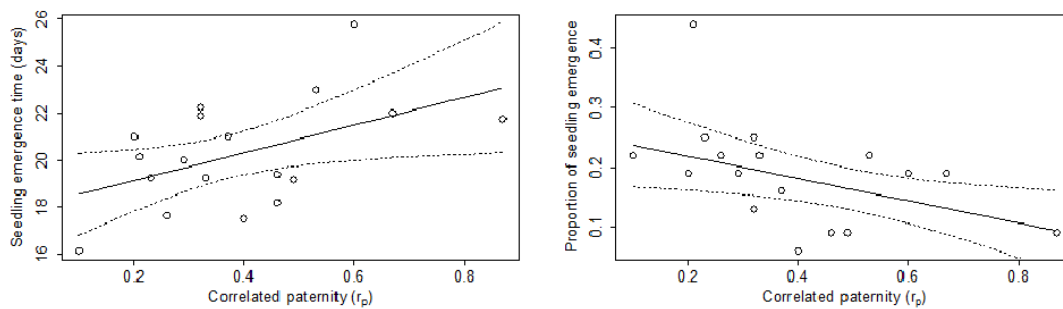 Seedling emergence time (days)
26
24
22
20
18
16
0.2 0.4 0.6 0.8
Correlated paternity (rp)
Proportion of seedling emergence
0.4
0.3
0.2
0.1
0.2 0.4 0.6 0.8
Correlated paternity (rp)